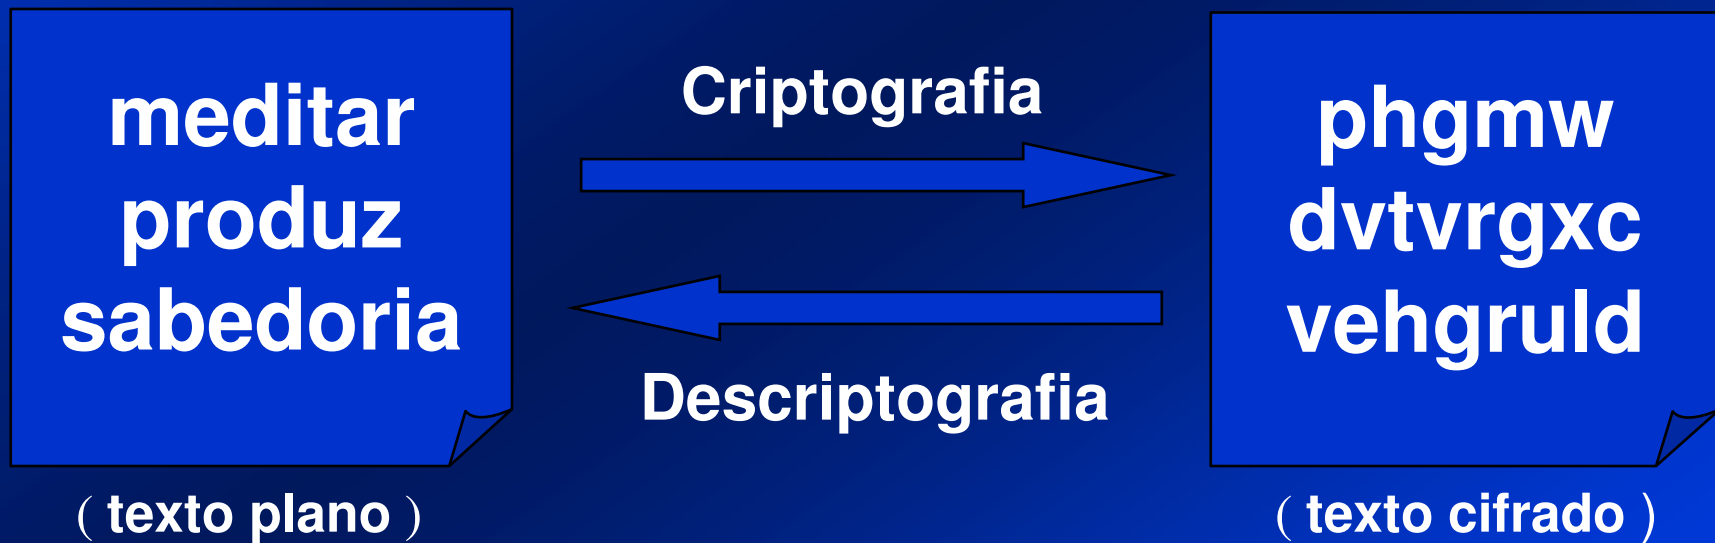 meditar
produz
sabedoria
( texto plano )
Criptografia
Descriptografia
phgmw
dvtvrgxc
vehgruld
( texto cifrado )